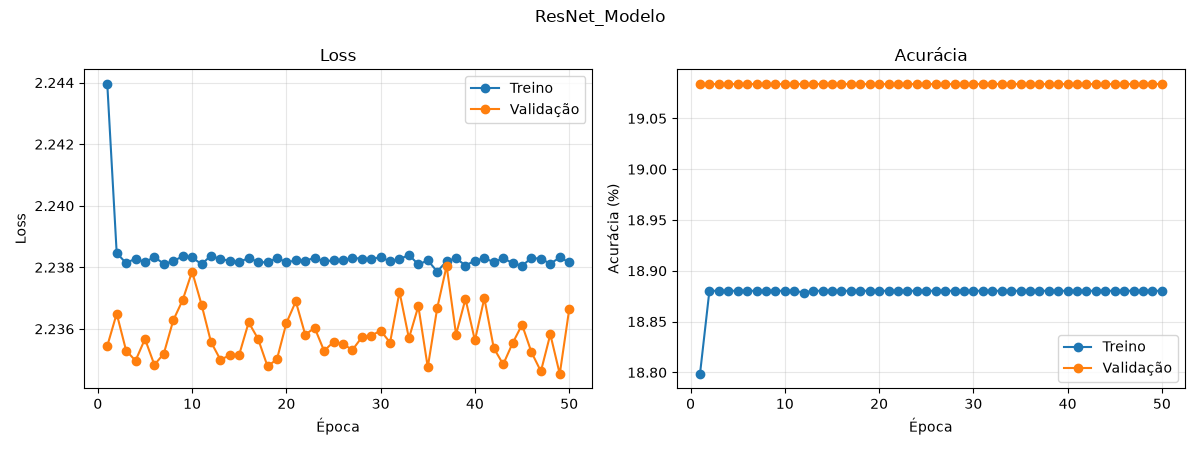 ResNet_Modelo
Loss
Treino
Validação
2.244
2.242
2.240
2.238
2.236
Loss
0
10
20
30
40
50
Época
Acurácia
19.05
19.00
18.95
18.90
18.85
18.80
Acurácia (%)
Treino
Validação
0
10
20
30
40
50
Época